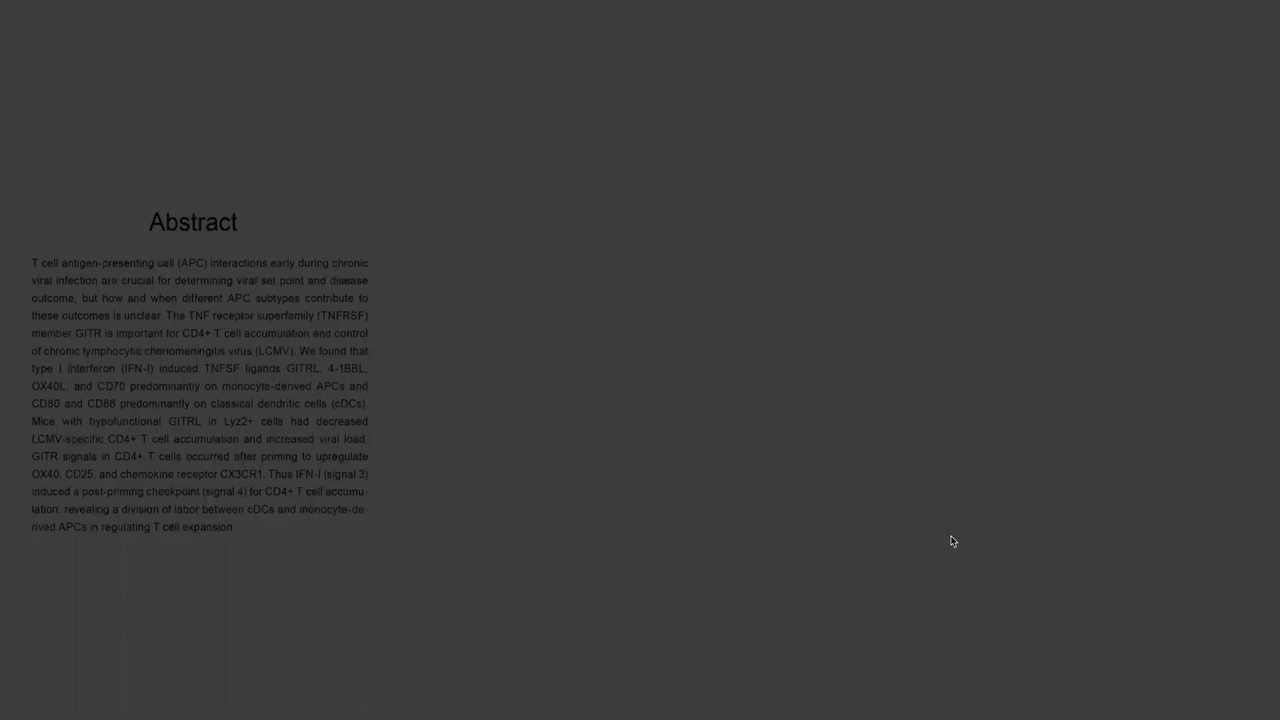 Abstract
T cell antigen-presenting cell (APC) interactions early during chronic
viral infection are crucial for determining viral set point and disease
outcome, but how and when different APC subtypes contribute to
these outcomes is unclear. The TNF receptor superfamily (TNFRSF)
member GITR is important for CD4+ T cell accumulation and control
of chronic lymphocytic choriomeningitis virus (LCMV). We found that
type I interferon (IFN-I) induced TNFSF ligands GITRL, 4-1BBL,
OX40L, and CD70 predominantly on monocyte-derived APCs and
CD80 and CD86 predominantly on classical dendritic cells (cDCs).
Mice with hypofunctional GITRL in Lyz2+ cells had decreased
LCMV-specific CD4+ T cell accumulation and increased viral load.
GITR signals in CD4+ T cells occurred after priming to upregulate
OX40, CD25, and chemokine receptor CX3CR1. Thus IFN-I (signal 3)
induced a post-priming checkpoint (signal 4) for CD4+ T cell accumu-
lation, revealing a division of labor between cDCs and monocyte-de-
rived APCs in regulating T cell expansion.